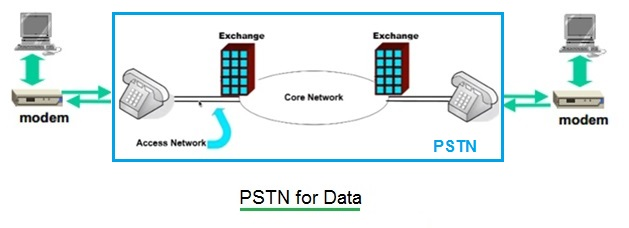 Exchange
Exchange
Core Network
modem
modem
Access Network
PSTN
PSTN for Data